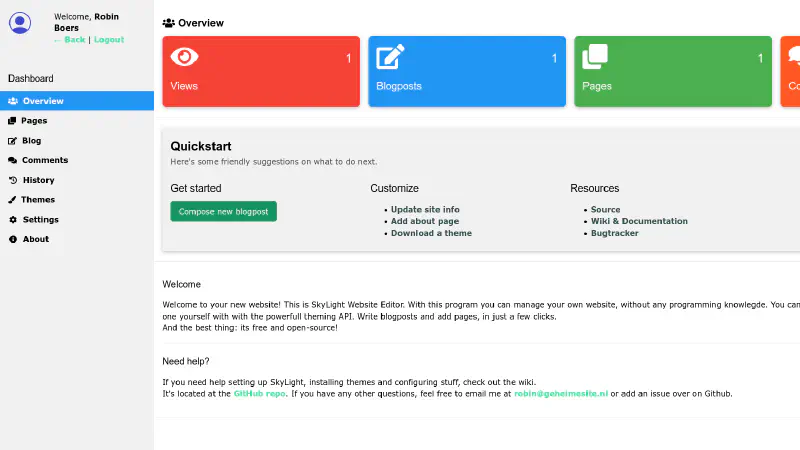 Welcome, Robin
Boers
← Back | Logout
Dashboard
Overview
Pages
Blog
Comments
History
Themes
Settings
About
Overview
1
Views
1
Blogposts
1
Pages
Co
Quickstart
Here's some friendly suggestions on what to do next.
Get started
Compose new blogpost
Customize
Update site info
Add about page
Download a theme
Resources
Source
Wiki & Documentation
Bugtracker
Welcome
Welcome to your new website! This is SkyLight Website Editor. With this program you can manage your own website, without any programming knowlegde. You can
one yourself with with the powerfull theming API. Write blogposts and add pages, in just a few clicks.
And the best thing: its free and open-source!
Need help?
If you need help setting up SkyLight, installing themes and configuring stuff, check out the wiki.
It's located at the GitHub repo. If you have any other questions, feel free to email me at robin@geheimesite.nl or add an issue over on Github.